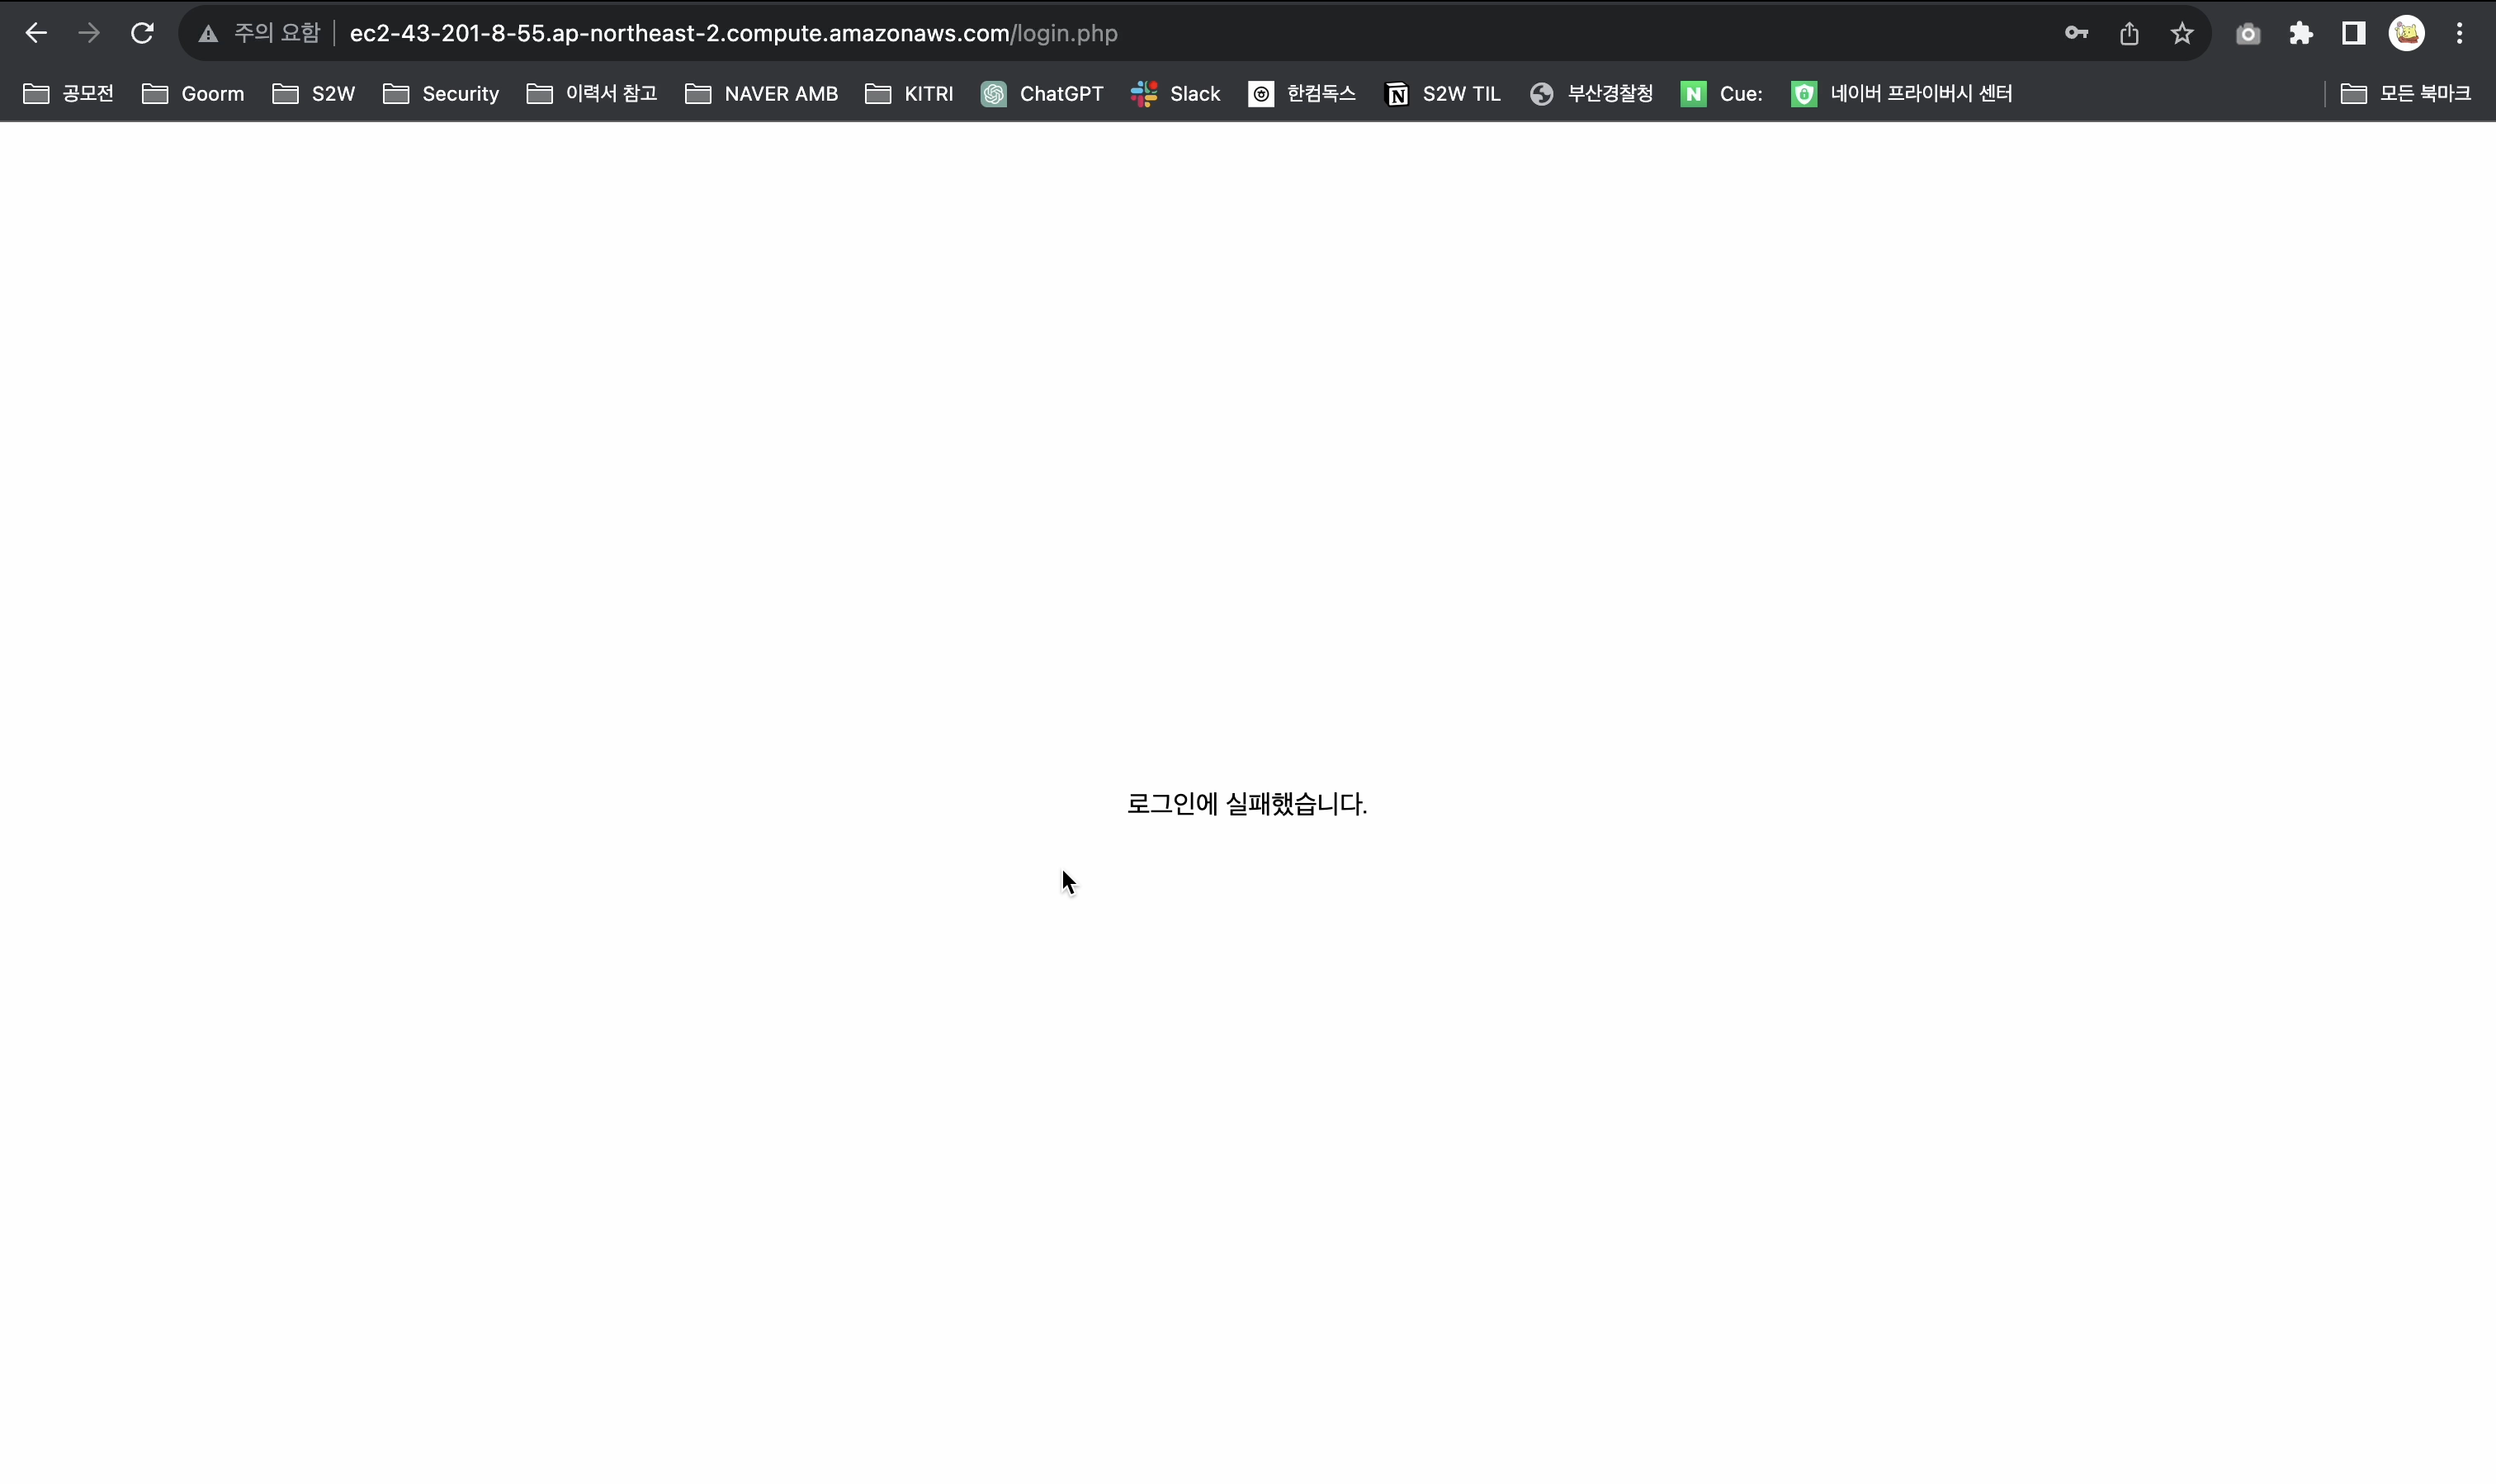 주의 요함 ec2-43-201-8-55.ap-northeast-2.compute.amazonaws.com/login.php
공모전 Goorm S2W Security 이력서 참고 NAVER AMB KITRI ChatGPT Slack 한컴독스 S2W TIL 부산경찰청 Cue: 네이버 프라이버시 센터 모든 북마크
로그인에 실패했습니다.